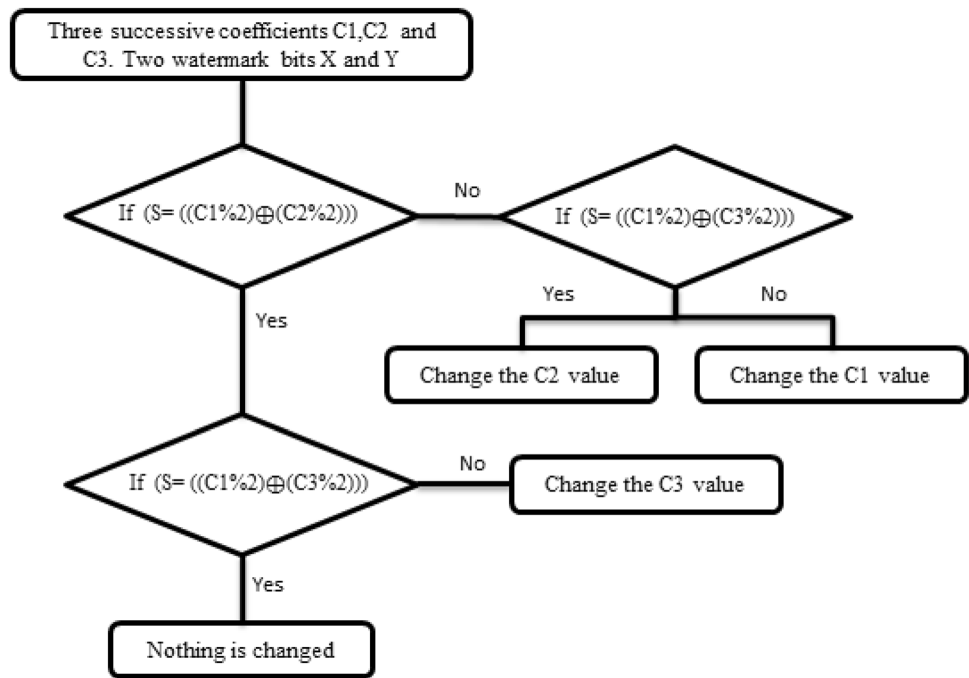 Three successive coefficients C1,C2 and
C3. Two watermark bits X and Y
If (S= ((C1%2)⊕(C2%2)))
No
If (S= ((C1%2)⊕(C3%2)))
Yes
Yes
No
Change the C2 value
Change the C1 value
If (S= ((C1%2)⊕(C3%2)))
No
Change the C3 value
Yes
Nothing is changed